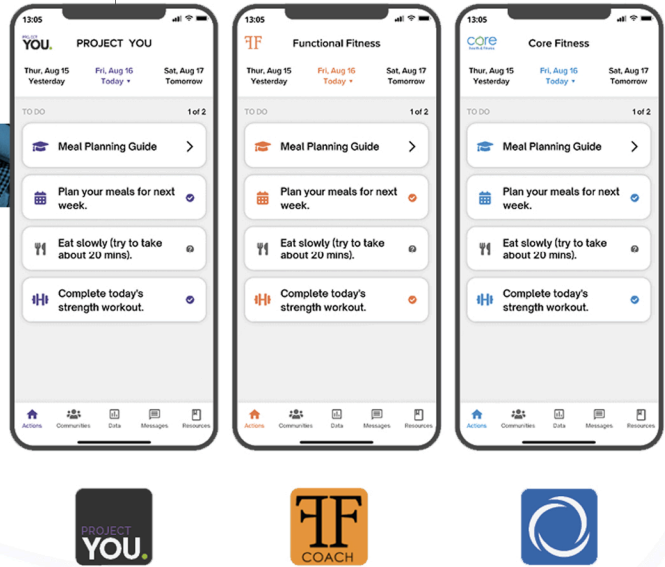 13:05
PROJECT
YOU.
PROJECT YOU
Thur, Aug 15
Yesterday
Fri, Aug 16
Today
Sat, Aug 17
Tomorrow
TO DO
1 of 2
Meal Planning Guide
Plan your meals for next
week.
Eat slowly (try to take
about 20 mins).
Complete today's
strength workout.
Actions
Communities
Data
Messages
Resources
13:05
FF
Functional Fitness
Thur, Aug 15
Yesterday
Fri, Aug 16
Today
Sat, Aug 17
Tomorrow
TO DO
1 of 2
Meal Planning Guide
Plan your meals for next
week.
Eat slowly (try to take
about 20 mins).
Complete today's
strength workout.
Actions
Communities
Data
Messages
Resources
13:05
core
health & fitness
Core Fitness
Thur, Aug 15
Yesterday
Fri, Aug 16
Today
Sat, Aug 17
Tomorrow
TO DO
1 of 2
Meal Planning Guide
Plan your meals for next
week.
Eat slowly (try to take
about 20 mins).
Complete today's
strength workout.
Actions
Communities
Data
Messages
Resources
PROJECT
YOU.
FF
COACH